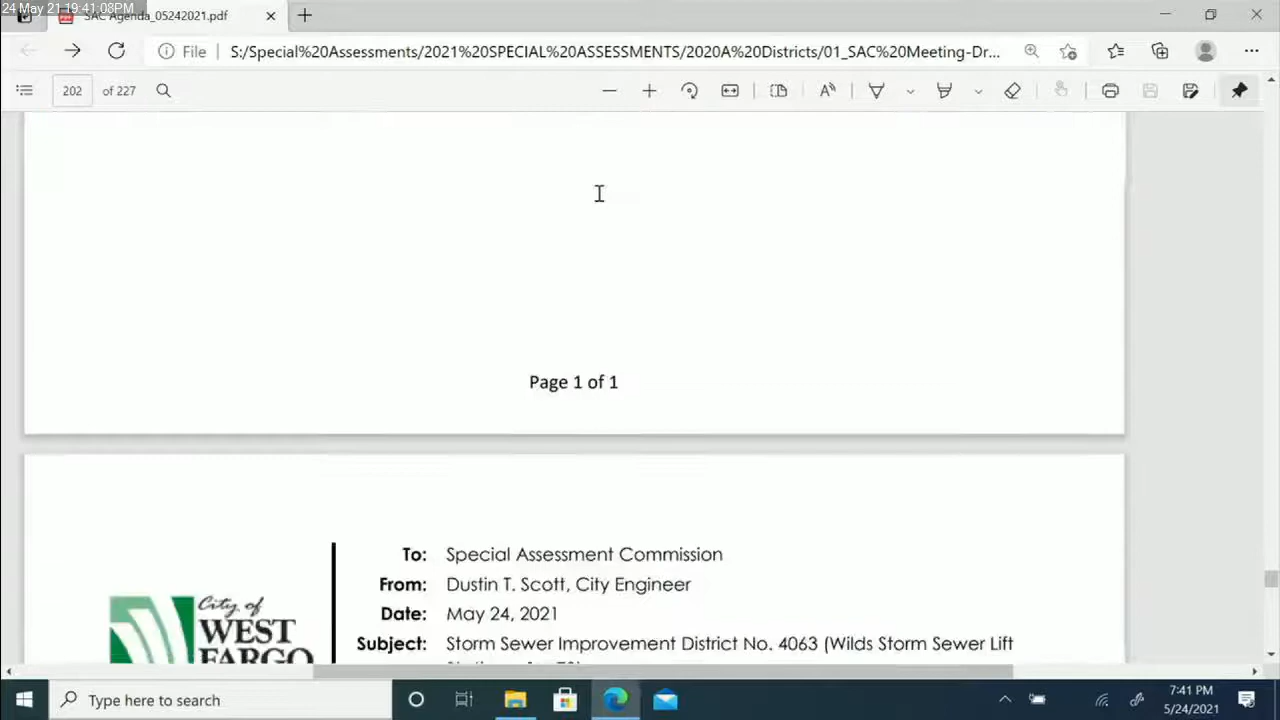 24 May 21 19:41:08PM
SAC Agenda_05242021.pdf
File
S:/Special%20Assessments/2021%20SPECIAL%20ASSESSMENTS/2020A%20Districts/01_SAC%20Meeting-Dr...
202 of 227
Page 1 of 1
To: Special Assessment Commission
From: Dustin T. Scott, City Engineer
Date: May 24, 2021
Subject: Storm Sewer Improvement District No. 4063 (Wilds Storm Sewer Lift
City of
WEST
FARGO
Type here to search
7:41 PM
5/24/2021